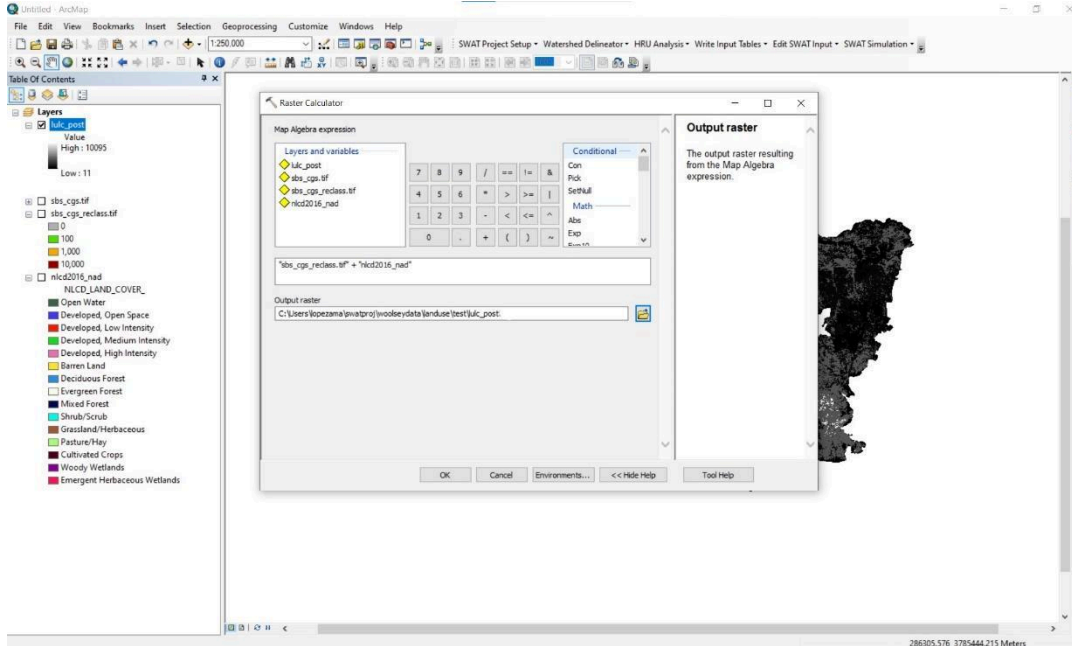 Untitled - ArcMap
File Edit View Bookmarks Insert Selection Geoprocessing Customize Windows Help
1:250.000
SWAT Project Setup Watershed Delineator HRU Analysis Write Input Tables Edit SWAT Input SWAT Simulation
Table Of Contents
Layers
lulc_post
Value
High : 10095
Low : 11
sbs_cgs.tif
sbs_cgs_reclass.tif
0
100
1,000
10,000
nlcd2016_nad
NLCD_LAND_COVER_
Open Water
Developed, Open Space
Developed, Low Intensity
Developed, Medium Intensity
Developed, High Intensity
Barren Land
Deciduous Forest
Evergreen Forest
Mixed Forest
Shrub/Scrub
Grassland/Herbaceous
Pasture/Hay
Cultivated Crops
Woody Wetlands
Emergent Herbaceous Wetlands
Raster Calculator
Map Algebra expression
Layers and variables
lulc_post
sbs_cgs.tif
sbs_cgs_reclass.tif
nlcd2016_nad
7 8 9 / == != &
4 5 6 * > >= |
1 2 3 - < <= ^
0 . + ( ) ~
Conditional
Con
Pick
SetNull
Math
Abs
Exp
Exp10
"sbs_cgs_reclass.tif" + "nlcd2016_nad"
Output raster
C:\Users\lopezama\swatproj\woolseydata\landuse\test\lulc_post
OK Cancel Environments... << Hide Help Tool Help
Output raster
The output raster resulting
from the Map Algebra
expression.
286305,576 3785444,215 Meters